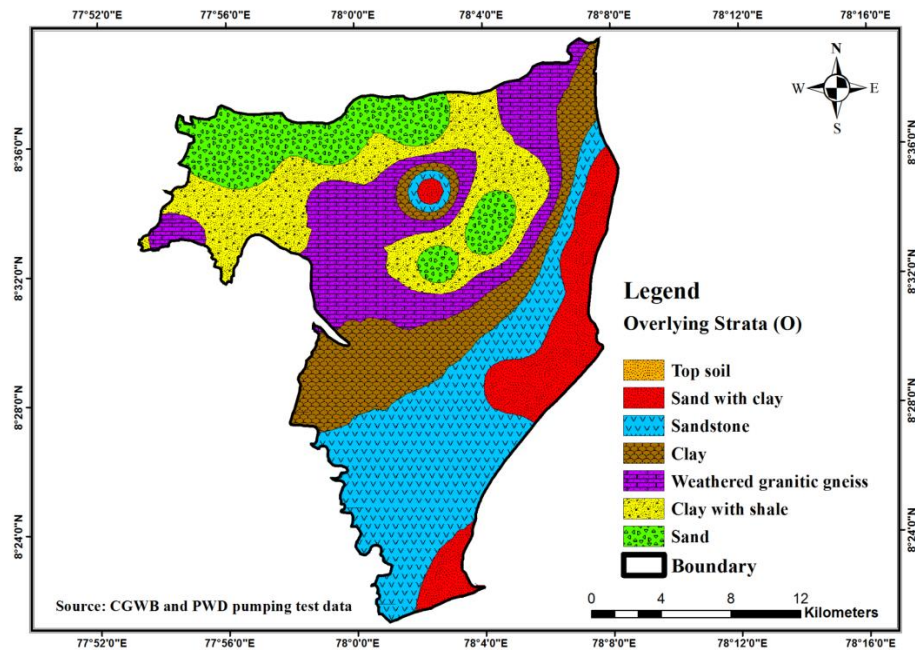 77°52'0"E 77°56'0"E 78°0'0"E 78°4'0"E 78°8'0"E 78°12'0"E 78°16'0"E
N
W E
S
8°36'0"N 8°36'0"N
8°32'0"N 8°32'0"N
Legend
Overlying Strata (O)
Top soil
Sand with clay
8°28'0"N 8°28'0"N
Sandstone
Clay
Weathered granitic gneiss
Clay with shale
8°24'0"N 8°24'0"N
Sand
Boundary
0 4 8 12
Kilometers
Source: CGWB and PWD pumping test data
77°52'0"E 77°56'0"E 78°0'0"E 78°4'0"E 78°8'0"E 78°12'0"E 78°16'0"E